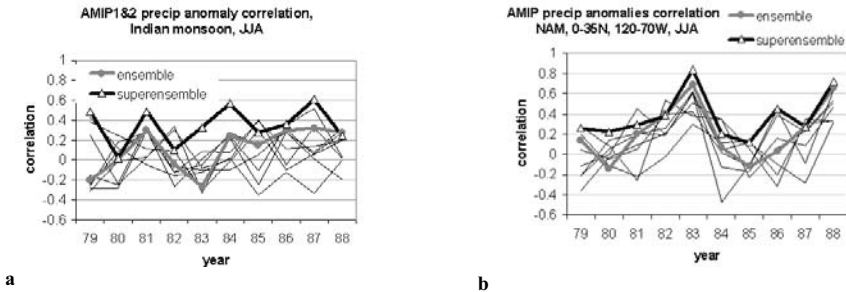 AMIP1&2 precip anomaly correlation,
Indian monsoon, JJA
1
0.8
0.6
0.4
0.2
0
-0.2
-0.4
-0.6
correlation
ensemble
superensemble
79 80 81 82 83 84 85 86 87 88
year
a
AMIP precip anomalies correlation
NAM, 0-35N, 120-70W, JJA
ensemble
superensemble
1
0.8
0.6
0.4
0.2
0
-0.2
-0.4
-0.6
correlation
79 80 81 82 83 84 85 86 87 88
year
b